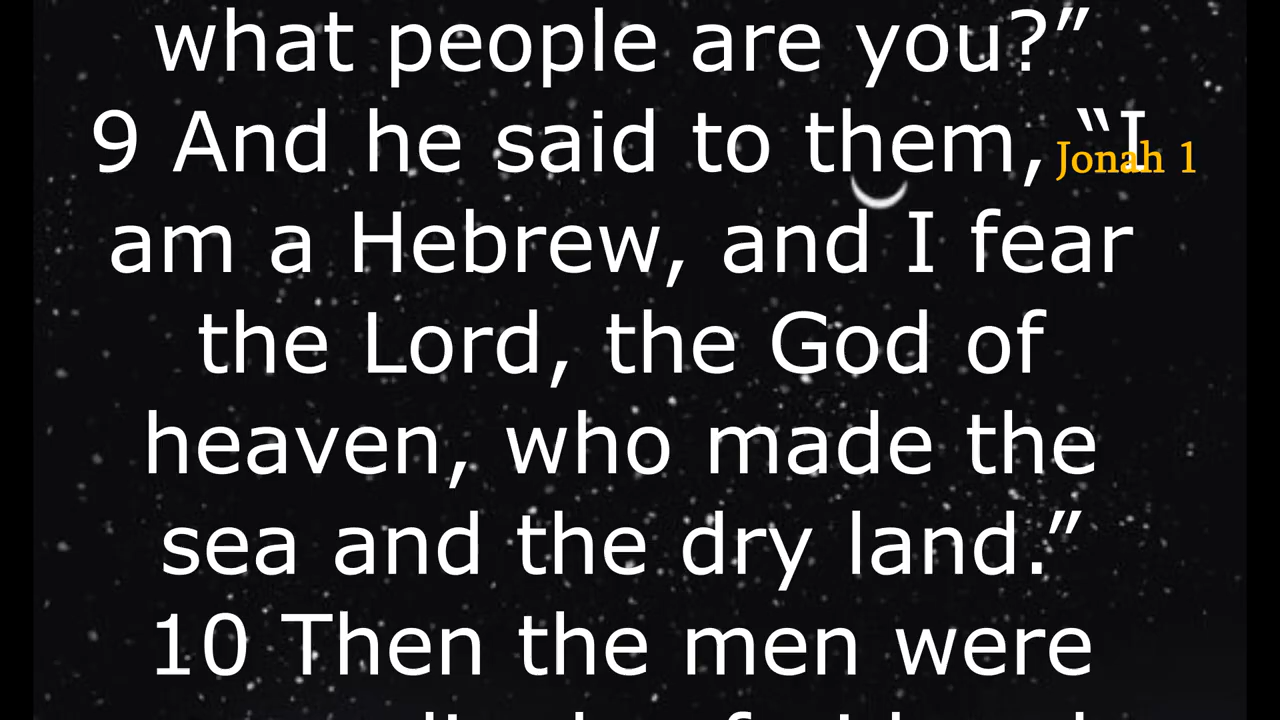 what people are you?”
9 And he said to them, “I
Jonah 1
am a Hebrew, and I fear
the Lord, the God of
heaven, who made the
sea and the dry land.”
10 Then the men were